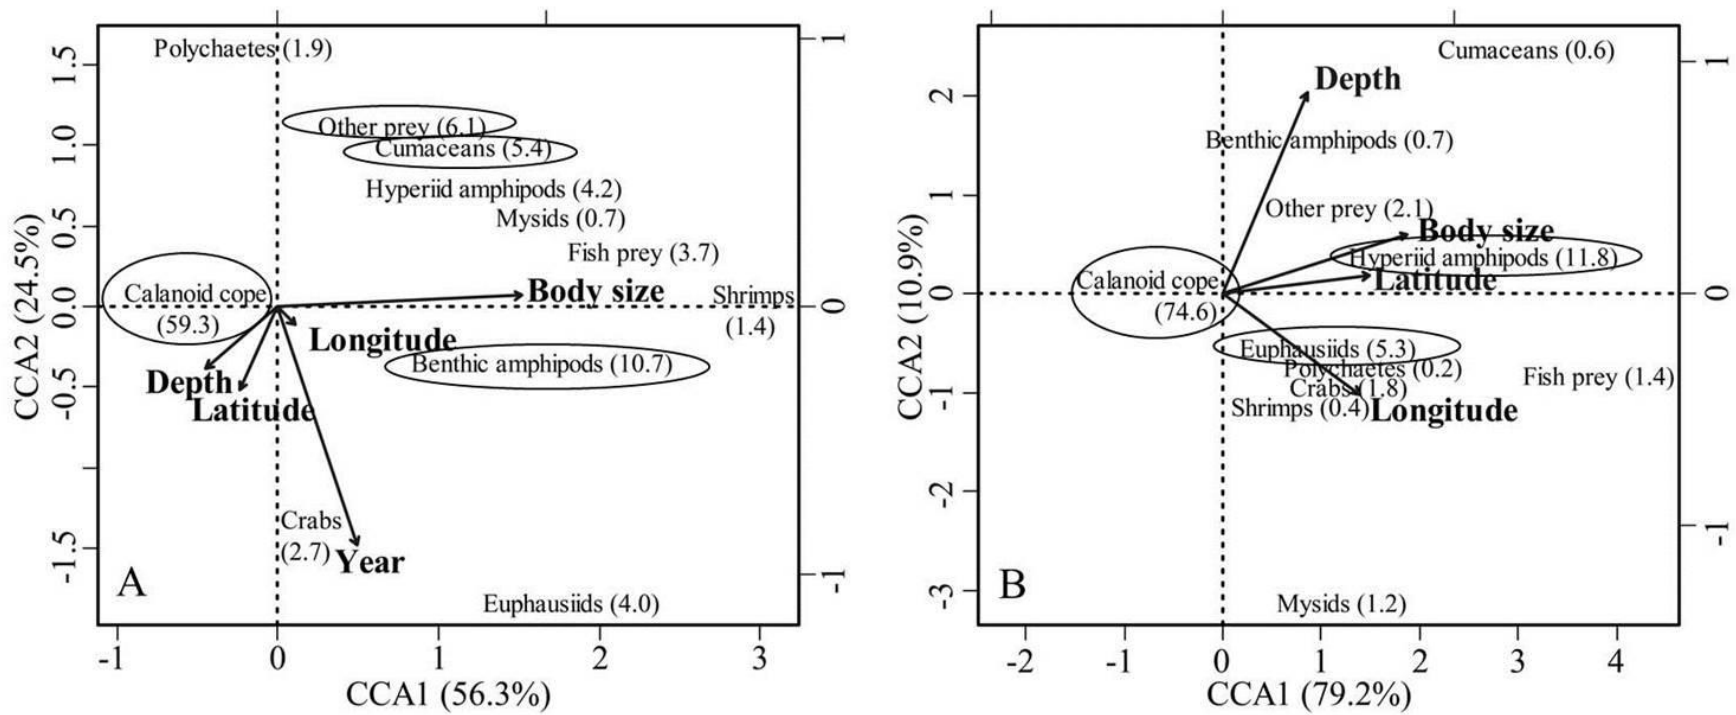 Polychaetes (1.9)
Other prey (6.1)
Cumaceans (5.4)
Hyperiid amphipods (4.2)
Mysids (0.7)
Fish prey (3.7)
Calanoid cope
(59.3)
Body size
Shrimps
(1.4)
Longitude
Benthic amphipods (10.7)
Depth
Latitude
Crabs
(2.7)
Year
Euphausiids (4.0)
A
CCA2 (24.5%)
1.5
1.0
0.5
0.0
-0.5
-1.5
1
0
-1
-1 0 1 2 3
CCA1 (56.3%)
Cumaceans (0.6)
Depth
Benthic amphipods (0.7)
Other prey (2.1)
Body size
Hyperiid amphipods (11.8)
Latitude
Calanoid cope
(74.6)
Euphausiids (5.3)
Polychaetes (0.2)
Crabs (1.8)
Fish prey (1.4)
Shrimps (0.4)
Longitude
Mysids (1.2)
B
CCA2 (10.9%)
2
1
0
-1
-2
-3
1
0
-1
-2 -1 0 1 2 3 4
CCA1 (79.2%)